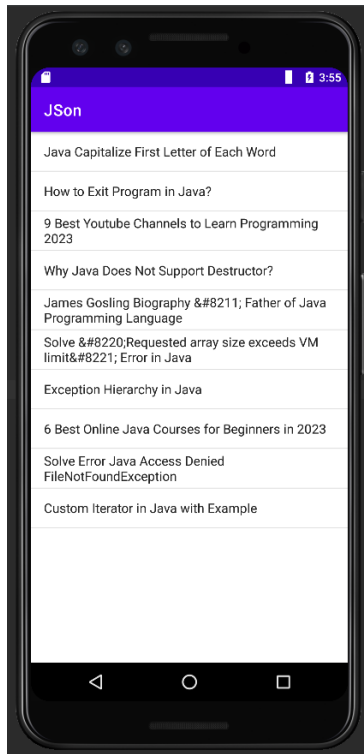 3:55
JSon
Java Capitalize First Letter of Each Word
How to Exit Program in Java?
9 Best Youtube Channels to Learn Programming
2023
Why Java Does Not Support Destructor?
James Gosling Biography &#8211; Father of Java
Programming Language
Solve &#8220;Requested array size exceeds VM
limit&#8221; Error in Java
Exception Hierarchy in Java
6 Best Online Java Courses for Beginners in 2023
Solve Error Java Access Denied
FileNotFoundException
Custom Iterator in Java with Example